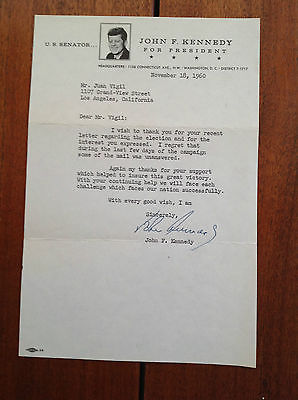 U.S. SENATOR...
JOHN F. KENNEDY
FOR PRESIDENT
HEADQUARTERS · 1106 CONNECTICUT AVE., N.W. · WASHINGTON, D. C. · DISTRICT 7-1717
November 18, 1960
Mr. Juan Vigil
1177 Grand-View Street
Los Angeles, California
Dear Mr. Vigil:
I wish to thank you for your recent
letter regarding the election and for the
interest you expressed. I regret that
during the last few days of the campaign
some of the mail was unanswered.
Again my thanks for your support
which helped to insure this great victory.
With your continuing help we will face each
challenge which faces our nation successfully.
With every good wish, I am
Sincerely,
John Kennedy
John F. Kennedy